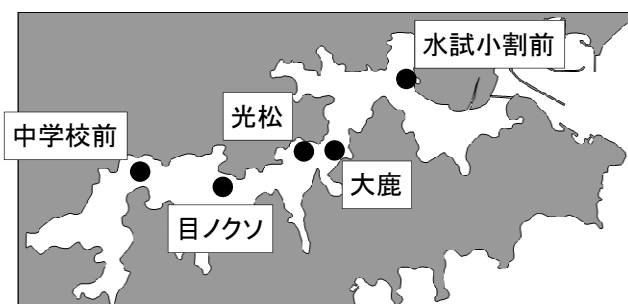 水試小割前
光松
中学校前
大鹿
目ノクソ